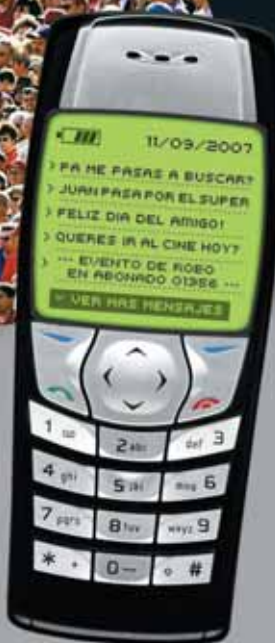 11/09/2007
> PA ME PASAS A BUSCAR?
> JUAN PASA POR EL SUPER
> FELIZ DIA DEL AMIGO!
> QUERES IR AL CINE HOY?
> --- EVENTO DE ROBO
EN ABONADO 01356 ---
VER MAS MENSAJES
1
2 abc
def 3
4 ghi
5 jkl
mno 6
7 pqrs
8 tuv
wxyz 9
* +
0
#